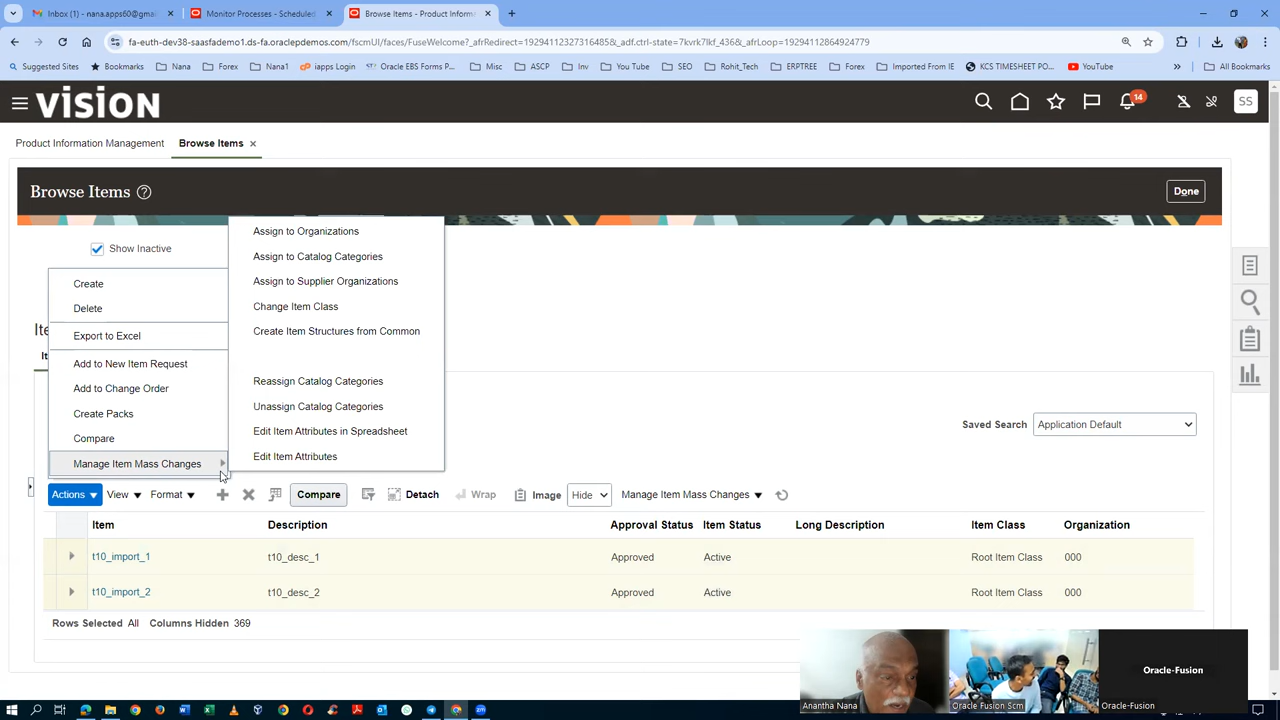 Inbox (1) - nana.apps60@gmail
Monitor Processes - Scheduled
Browse Items - Product Inform
fa-euth-dev38-saasfademo1.ds-fa.oraclepdemos.com/fscmUI/faces/FuseWelcome?_afrRedirect=19294112327316485&_adf.ctrl-state=7kvrk7lkf_436&_afrLoop=19294112864924779
Suggested Sites
Bookmarks
Nana
Forex
Nana1
iapps Login
Oracle EBS Forms P...
Misc
ASCP
Inv
You Tube
SEO
Rohit_Tech
ERPTREE
Forex
Imported From IE
KCS TIMESHEET PO...
YouTube
All Bookmarks
VISION
14
SS
Product Information Management
Browse Items
Browse Items
Done
Show Inactive
Assign to Organizations
Assign to Catalog Categories
Assign to Supplier Organizations
Change Item Class
Create Item Structures from Common
Reassign Catalog Categories
Unassign Catalog Categories
Edit Item Attributes in Spreadsheet
Edit Item Attributes
Create
Delete
Export to Excel
Add to New Item Request
Add to Change Order
Create Packs
Compare
Manage Item Mass Changes
Saved Search
Application Default
Actions
View
Format
Compare
Detach
Wrap
Image
Hide
Manage Item Mass Changes
Item Description Approval Status Item Status Long Description Item Class Organization
t10_import_1 t10_desc_1 Approved Active Root Item Class 000
t10_import_2 t10_desc_2 Approved Active Root Item Class 000
Rows Selected All Columns Hidden 369
Oracle-Fusion
Anantha Nana
Oracle Fusion Scm
Oracle-Fusion